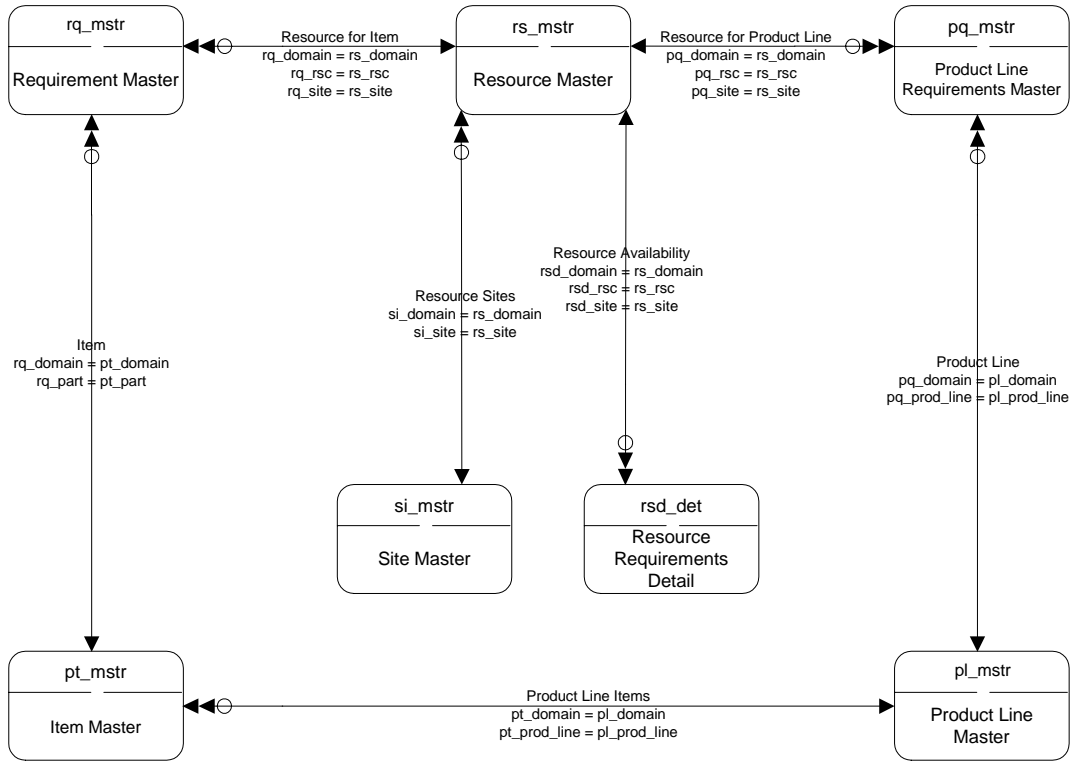 rq_mstr
Requirement Master
Resource for Item
rq_domain = rs_domain
rq_rsc = rs_rsc
rq_site = rs_site
rs_mstr
Resource Master
Resource for Product Line
pq_domain = rs_domain
pq_rsc = rs_rsc
pq_site = rs_site
pq_mstr
Product Line
Requirements Master
Resource Availability
rsd_domain = rs_domain
rsd_rsc = rs_rsc
rsd_site = rs_site
Resource Sites
si_domain = rs_domain
si_site = rs_site
Item
rq_domain = pt_domain
rq_part = pt_part
Product Line
pq_domain = pl_domain
pq_prod_line = pl_prod_line
si_mstr
Site Master
rsd_det
Resource
Requirements
Detail
pt_mstr
Item Master
Product Line Items
pt_domain = pl_domain
pt_prod_line = pl_prod_line
pl_mstr
Product Line
Master